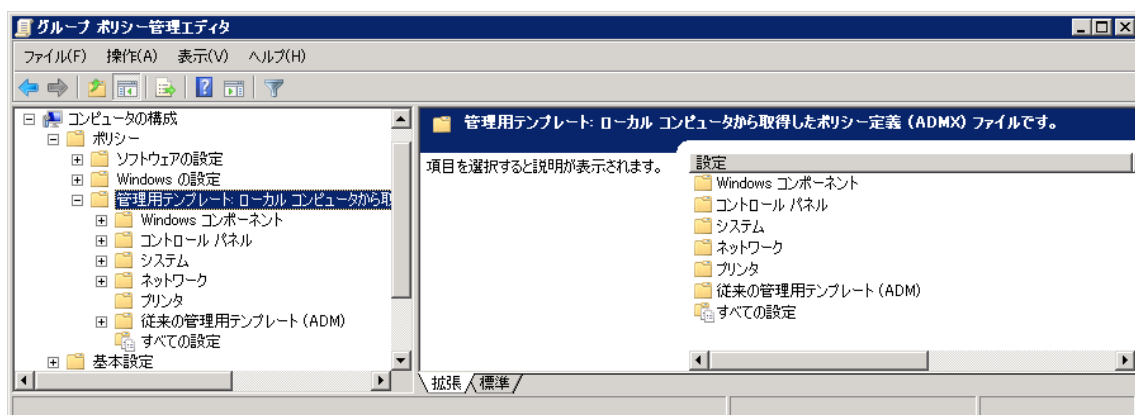 グループ ポリシー管理エディタ
ファイル(F) 操作(A) 表示(V) ヘルプ(H)
コンピュータの構成
ポリシー
ソフトウェアの設定
Windows の設定
管理用テンプレート: ローカル コンピュータから取
Windows コンポーネント
コントロール パネル
システム
ネットワーク
プリンタ
従来の管理用テンプレート (ADM)
すべての設定
基本設定
管理用テンプレート: ローカル コンピュータから取得したポリシー定義 (ADMX) ファイルです。
項目を選択すると説明が表示されます。
設定
Windows コンポーネント
コントロール パネル
システム
ネットワーク
プリンタ
従来の管理用テンプレート (ADM)
すべての設定
拡張 標準